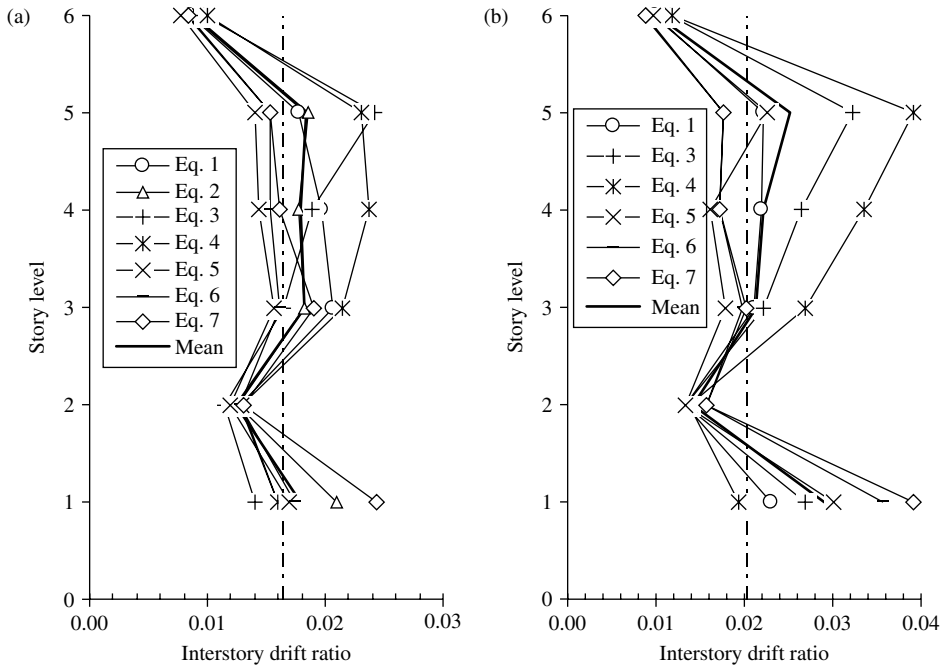 (a)
6
5
4
3
2
1
0
Story level
Eq. 1
Eq. 2
Eq. 3
Eq. 4
Eq. 5
Eq. 6
Eq. 7
Mean
0.00
0.01
0.02
0.03
Interstory drift ratio
(b)
6
5
4
3
2
1
0
Story level
Eq. 1
Eq. 3
Eq. 4
Eq. 5
Eq. 6
Eq. 7
Mean
0.00
0.01
0.02
0.03
0.04
Interstory drift ratio